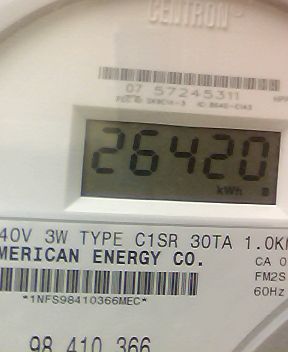 CENTRON
07 57245311
26420
kWh
40V 3W TYPE C1SR 30TA 1.0K
MERICAN ENERGY CO.
CA 0
FM2S
60Hz
*1NFS98410366MEC*
98 410 366